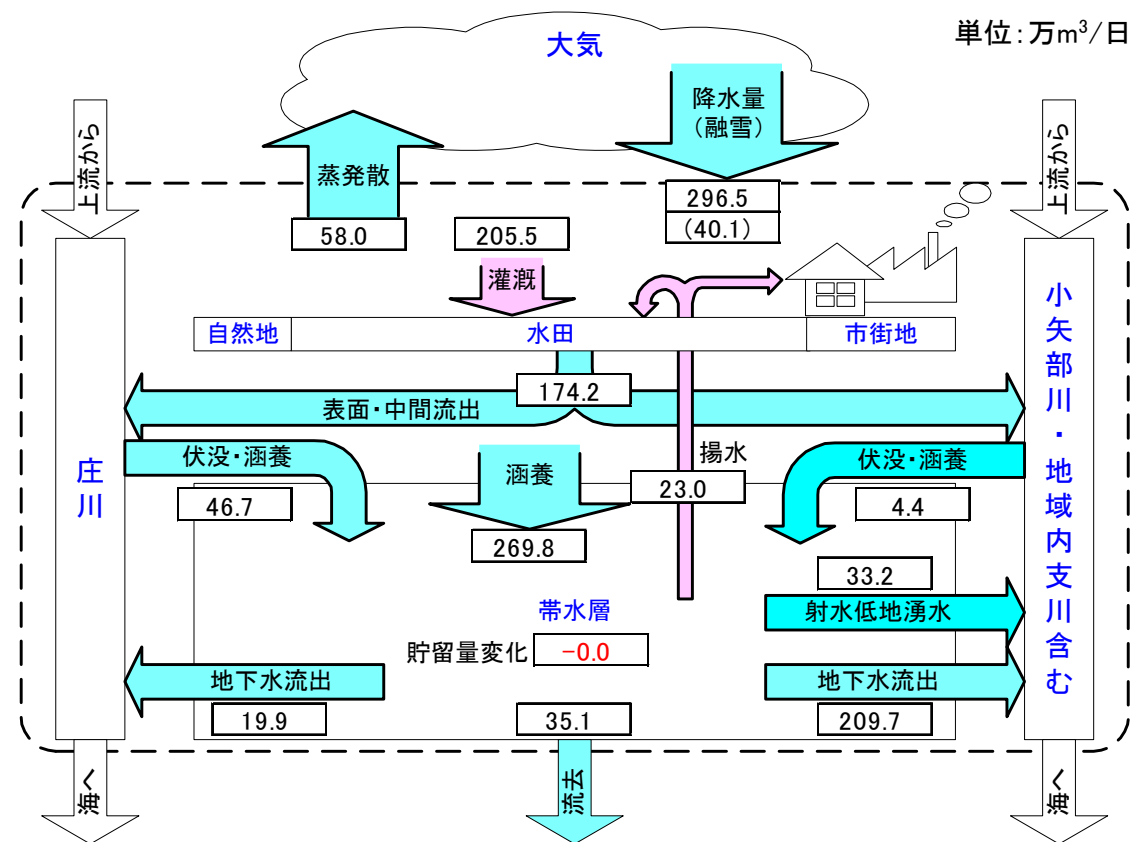 単位：万m³/日
大気
降水量
（融雪）
上流から
上流から
蒸発散
296.5
(40.1)
58.0
205.5
灌漑
自然地
水田
市街地
174.2
表面・中間流出
伏没・涵養
涵養
揚水
伏没・涵養
庄川
小矢部川・地域内支川含む
46.7
23.0
4.4
269.8
33.2
帯水層
射水低地湧水
貯留量変化
-0.0
地下水流出
地下水流出
19.9
35.1
209.7
海へ
流去
海へ